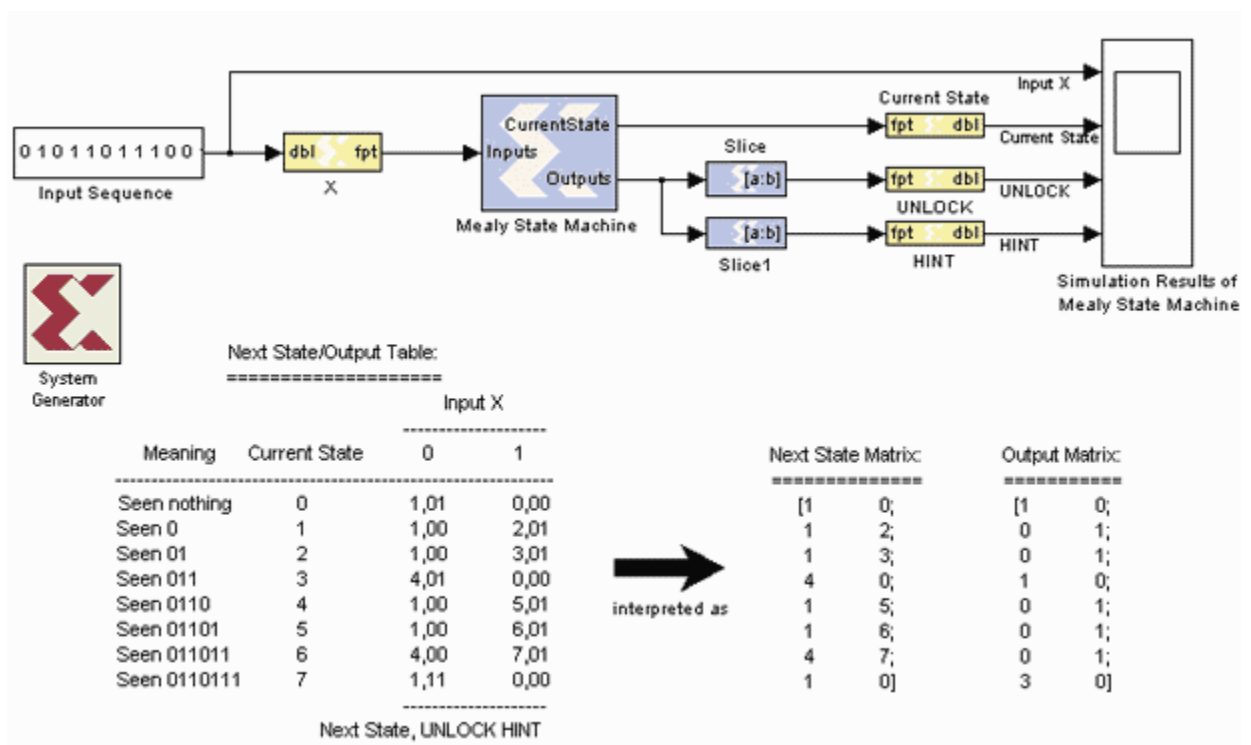 Input X
Current State
Current State
CurrentState
Slice
0 1 0 1 1 0 1 1 1 0 0
dbl fpt
Inputs
fpt dbl
[a:b]
fpt dbl
Outputs
UNLOCK
Input Sequence
X
UNLOCK
Mealy State Machine
[a:b]
fpt dbl
HINT
Slice1
HINT
Simulation Results of
Mealy State Machine
System
Generator
Next State/Output Table:
=====================
Input X
--------------------
Meaning Current State 0 1 Next State Matrix: Output Matrix:
-------------------------------------------------------------- ============== ===========
Seen nothing 0 1,01 0,00 [1 0; [1 0;
Seen 0 1 1,00 2,01 1 2; 0 1;
Seen 01 2 1,00 3,01 1 3; 0 1;
Seen 011 3 4,01 0,00 4 0; 1 0;
Seen 0110 4 1,00 5,01 interpreted as 1 5; 0 1;
Seen 01101 5 1,00 6,01 1 6; 0 1;
Seen 011011 6 4,00 7,01 4 7; 0 1;
Seen 0110111 7 1,11 0,00 1 0] 3 0]
--------------------
Next State, UNLOCK HINT